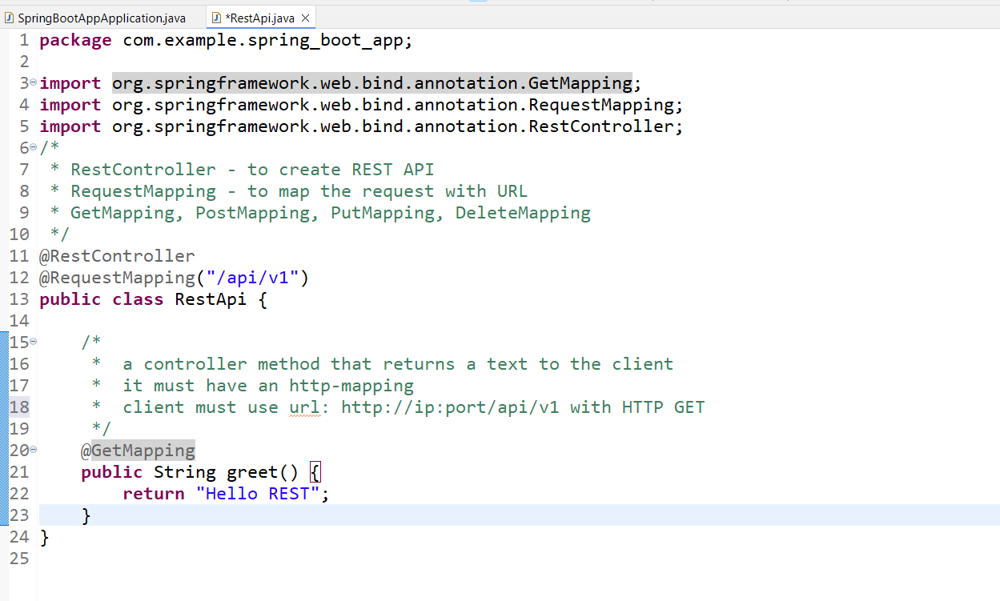 SpringBootAppApplication.java *RestApi.java
1 package com.example.spring_boot_app;
2
3 import org.springframework.web.bind.annotation.GetMapping;
4 import org.springframework.web.bind.annotation.RequestMapping;
5 import org.springframework.web.bind.annotation.RestController;
6 /*
7  * RestController - to create REST API
8  * RequestMapping - to map the request with URL
9  * GetMapping, PostMapping, PutMapping, DeleteMapping
10  */
11 @RestController
12 @RequestMapping("/api/v1")
13 public class RestApi {
14
15     /*
16      *  a controller method that returns a text to the client
17      *  it must have an http-mapping
18      *  client must use url: http://ip:port/api/v1 with HTTP GET
19      */
20     @GetMapping
21     public String greet() {
22         return "Hello REST";
23     }
24 }
25